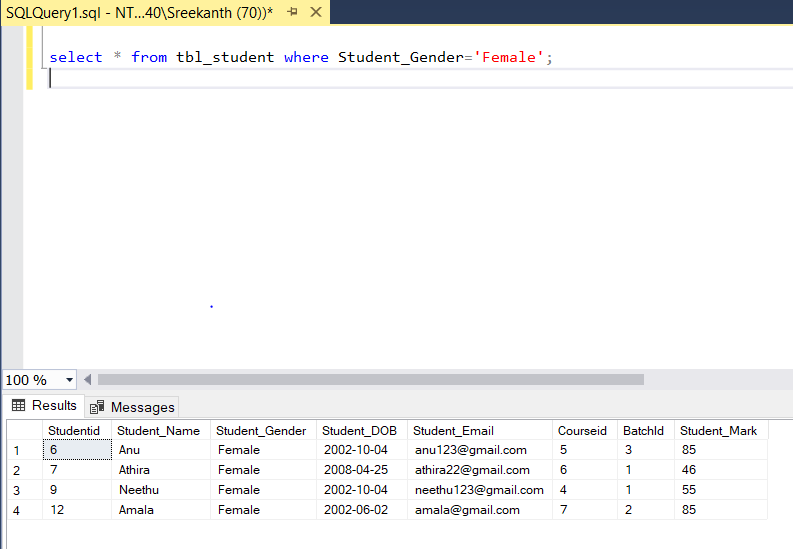 SQLQuery1.sql - NT...40\Sreekanth (70))*
select * from tbl_student where Student_Gender='Female';
100 %
Results Messages
Studentid Student_Name Student_Gender Student_DOB Student_Email Courseid BatchId Student_Mark
1 6 Anu Female 2002-10-04 anu123@gmail.com 5 3 85
2 7 Athira Female 2008-04-25 athira22@gmail.com 6 1 46
3 9 Neethu Female 2002-10-04 neethu123@gmail.com 4 1 55
4 12 Amala Female 2002-06-02 amala@gmail.com 7 2 85